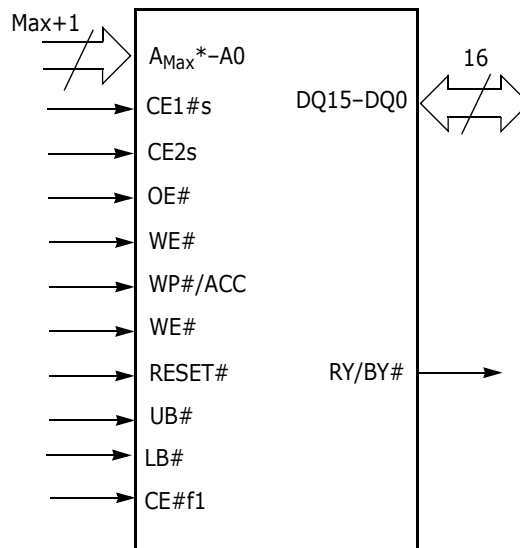 Max+1
AMax*–A0
16
CE1#s
DQ15–DQ0
CE2s
OE#
WE#
WP#/ACC
WE#
RESET#
RY/BY#
UB#
LB#
CE#f1